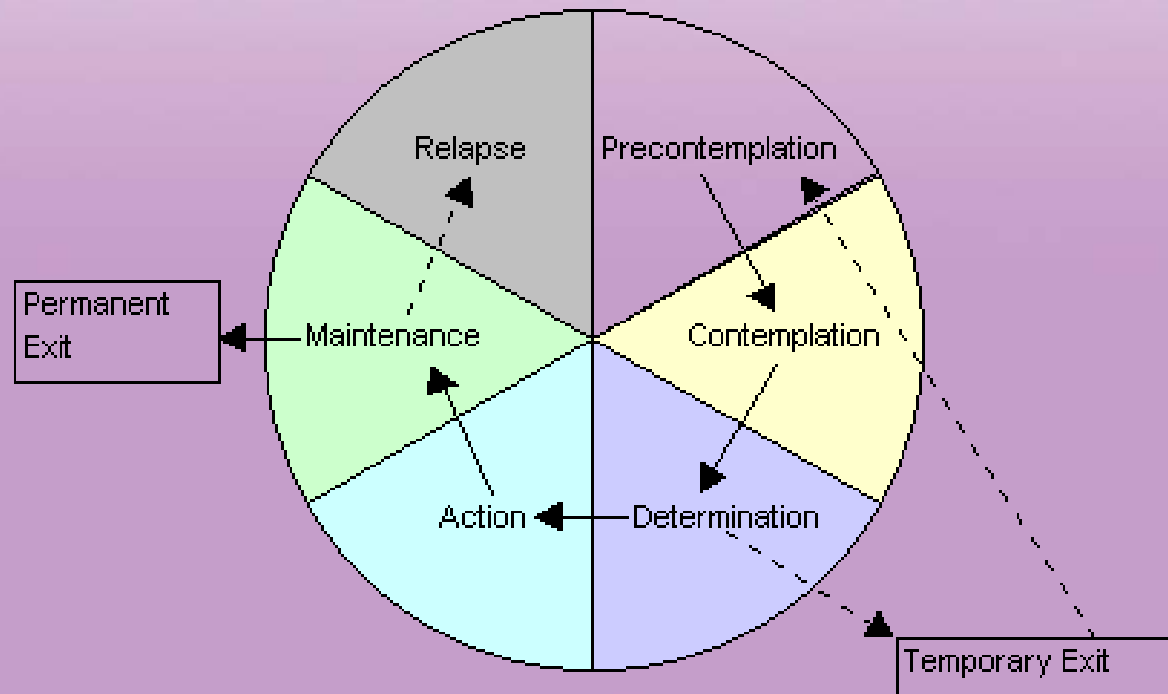 Relapse
Precontemplation
Permanent
Exit
Maintenance
Contemplation
Action
Determination
Temporary Exit